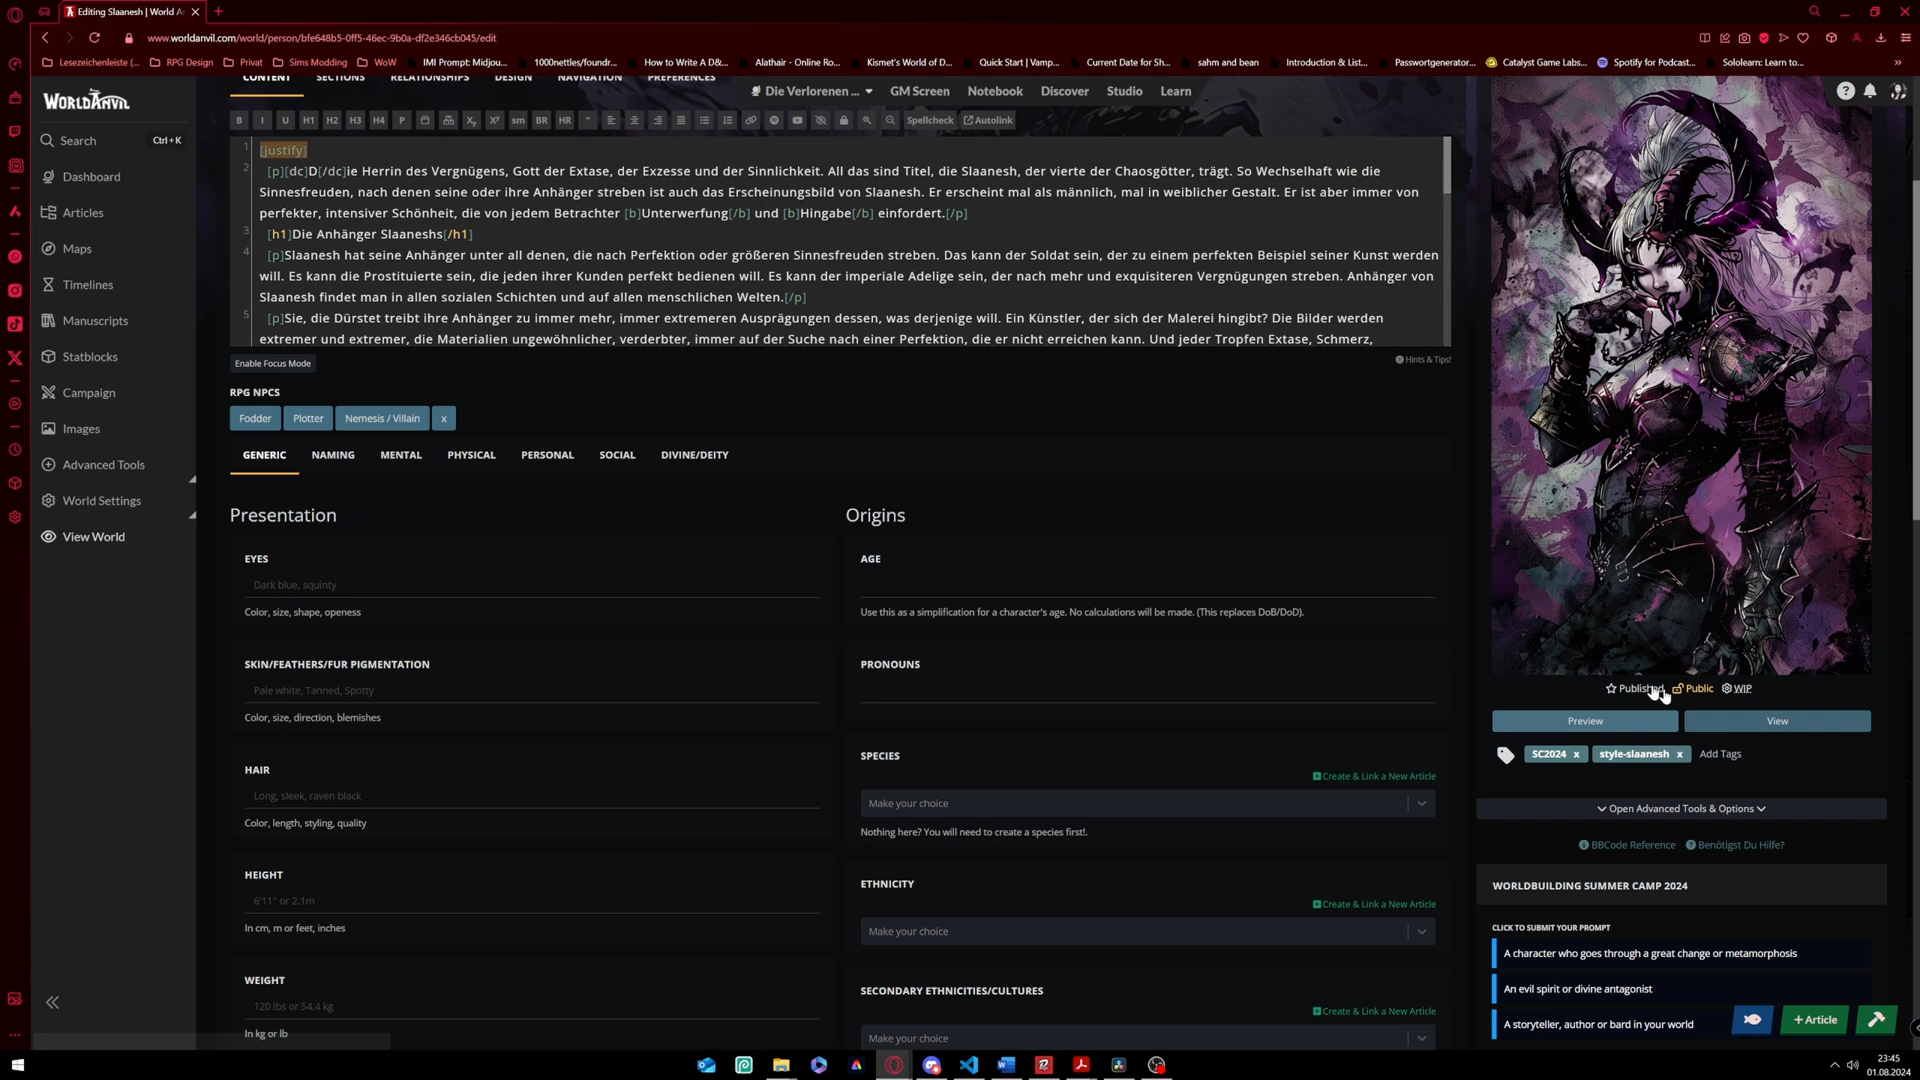 Editing Slaanesh | World A
www.worldanvil.com/world/person/bfe648b5-0ff5-46ec-9b0a-df2e346cb045/edit
Lesezeichenleiste (... RPG Design Privat Sims Modding WoW IMI Prompt: Midjou... 1000nettles/foundr... How to Write A D&... Alathair - Online Ro... Kismet's World of D... Quick Start | Vamp... Current Date for Sh... sahm and bean Introduction & List... Passwortgenerator... Catalyst Game Labs... Spotify for Podcast... Sololearn: Learn to... »
WORLDANVIL
Search Ctrl+K
Dashboard
Articles
Maps
Timelines
Manuscripts
Statblocks
Campaign
Images
Advanced Tools
World Settings
View World
CONTENT SECTIONS RELATIONSHIPS DESIGN NAVIGATION PREFERENCES
Die Verlorenen ... GM Screen Notebook Discover Studio Learn
B I U H1 H2 H3 H4 P sm BR HR " Spellcheck Autolink
1 [justify]
2 [p][dc]D[/dc]ie Herrin des Vergnügens, Gott der Extase, der Exzesse und der Sinnlichkeit. All das sind Titel, die Slaanesh, der vierte der Chaosgötter, trägt. So Wechselhaft wie die
Sinnesfreuden, nach denen seine oder ihre Anhänger streben ist auch das Erscheinungsbild von Slaanesh. Er erscheint mal als männlich, mal in weiblicher Gestalt. Er ist aber immer von
perfekter, intensiver Schönheit, die von jedem Betrachter [b]Unterwerfung[/b] und [b]Hingabe[/b] einfordert.[/p]
3 [h1]Die Anhänger Slaaneshs[/h1]
4 [p]Slaanesh hat seine Anhänger unter all denen, die nach Perfektion oder größeren Sinnesfreuden streben. Das kann der Soldat sein, der zu einem perfekten Beispiel seiner Kunst werden
will. Es kann die Prostituierte sein, die jeden ihrer Kunden perfekt bedienen will. Es kann der imperiale Adelige sein, der nach mehr und exquisiteren Vergnügungen streben. Anhänger von
Slaanesh findet man in allen sozialen Schichten und auf allen menschlichen Welten.[/p]
5 [p]Sie, die Dürstet treibt ihre Anhänger zu immer mehr, immer extremeren Ausprägungen dessen, was derjenige will. Ein Künstler, der sich der Malerei hingibt? Die Bilder werden
extremer und extremer, die Materialien ungewöhnlicher, verderbter, immer auf der Suche nach einer Perfektion, die er nicht erreichen kann. Und jeder Tropfen Extase, Schmerz,
Enable Focus Mode
Hints & Tips!
RPG NPCS
Fodder Plotter Nemesis / Villain x
GENERIC NAMING MENTAL PHYSICAL PERSONAL SOCIAL DIVINE/DEITY
Presentation
EYES
Dark blue, squinty
Color, size, shape, openess
SKIN/FEATHERS/FUR PIGMENTATION
Pale white, Tanned, Spotty
Color, size, direction, blemishes
HAIR
Long, sleek, raven black
Color, length, styling, quality
HEIGHT
6'11" or 2.1m
In cm, m or feet, inches
WEIGHT
120 lbs or 54.4 kg
In kg or lb
Origins
AGE
Use this as a simplification for a character's age. No calculations will be made. (This replaces DoB/DoD).
PRONOUNS
SPECIES
Create & Link a New Article
Make your choice
Nothing here? You will need to create a species first!.
ETHNICITY
Create & Link a New Article
Make your choice
SECONDARY ETHNICITIES/CULTURES
Create & Link a New Article
Make your choice
Published Public WIP
Preview View
SC2024 x style-slaanesh x Add Tags
Open Advanced Tools & Options
BBCode Reference Benötigst Du Hilfe?
WORLDBUILDING SUMMER CAMP 2024
CLICK TO SUBMIT YOUR PROMPT
A character who goes through a great change or metamorphosis
An evil spirit or divine antagonist
A storyteller, author or bard in your world
+ Article
23:45
01.08.2024